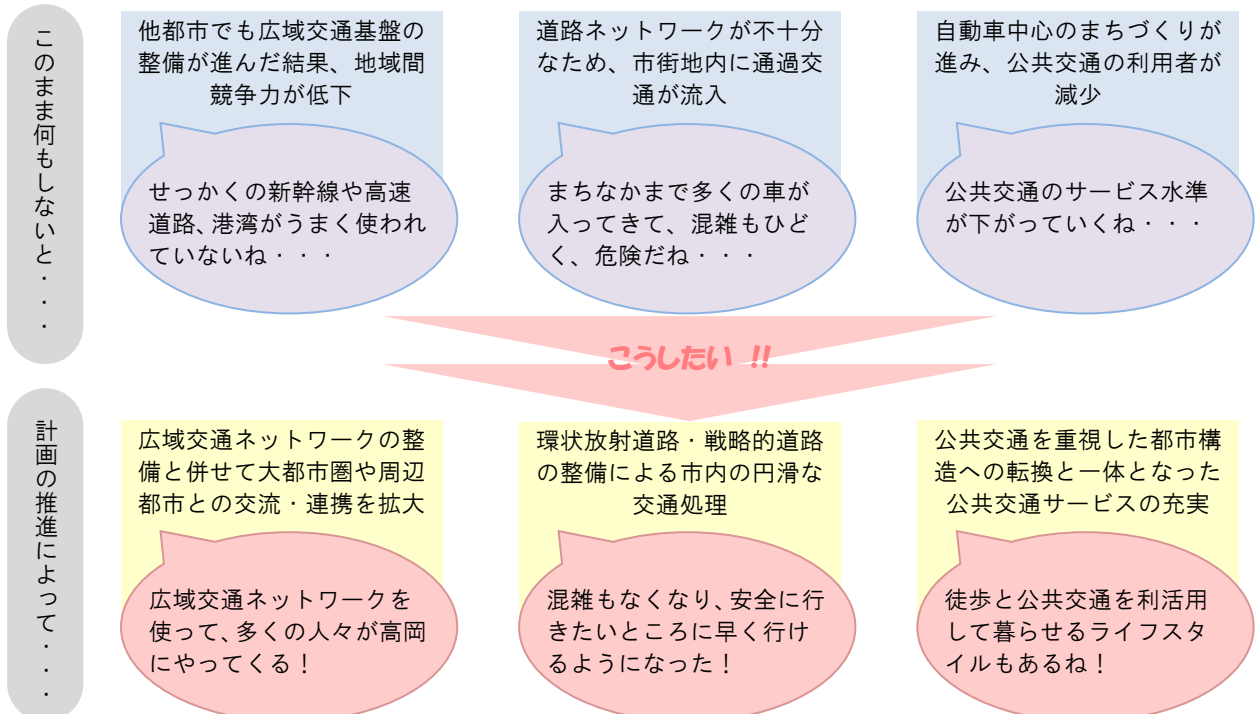 このまま何もしないと・・・
他都市でも広域交通基盤の
整備が進んだ結果、地域間
競争力が低下
せっかくの新幹線や高速
道路、港湾がうまく使われ
ていないね・・・
道路ネットワークが不十分
なため、市街地内に通過交
通が流入
まちなかまで多くの車が
入ってきて、混雑もひど
く、危険だね・・・
自動車中心のまちづくりが
進み、公共交通の利用者が
減少
公共交通のサービス水準
が下がっていくね・・・
こうしたい !!
計画の推進によって・・・
広域交通ネットワークの整
備と併せて大都市圏や周辺
都市との交流・連携を拡大
広域交通ネットワークを
使って、多くの人々が高岡
にやってくる！
環状放射道路・戦略的道路
の整備による市内の円滑な
交通処理
混雑もなくなり、安全に行
きたいところに早く行け
るようになった！
公共交通を重視した都市構
造への転換と一体となった
公共交通サービスの充実
徒歩と公共交通を利活用
して暮らせるライフスタ
イルもあるね！